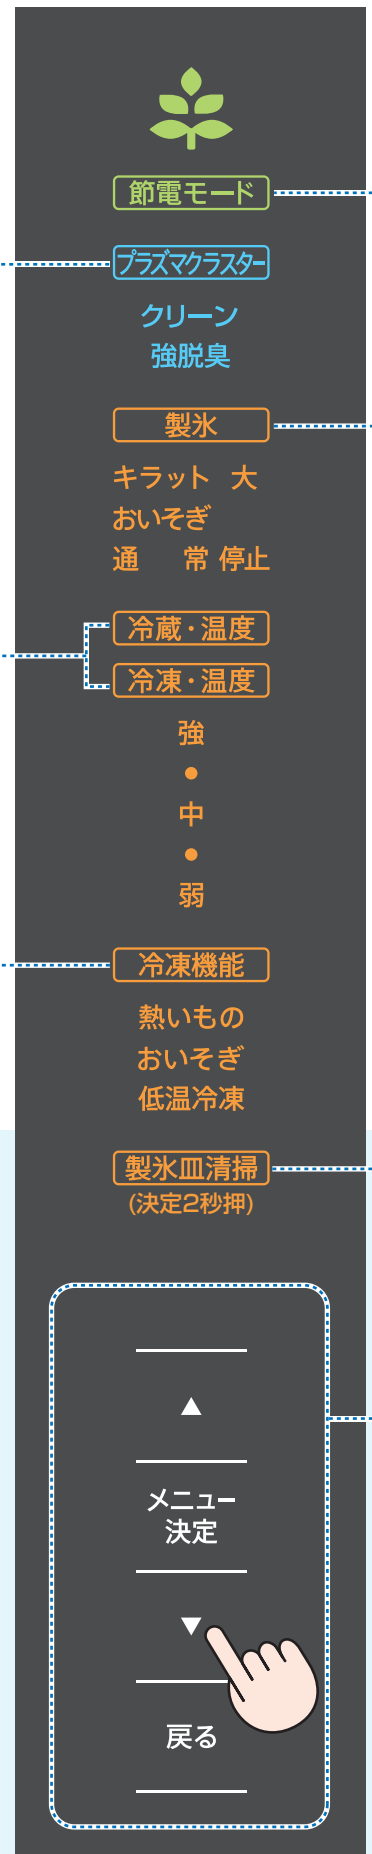 節電モード
プラズマクラスター
クリーン
強脱臭
製氷
キラット 大
おいそぎ
通 常 停止
冷蔵・温度
冷凍・温度
強
●
中
●
弱
冷凍機能
熱いもの
おいそぎ
低温冷凍
製氷皿清掃
(決定2秒押)
▲
メニュー
決定
▼
戻る